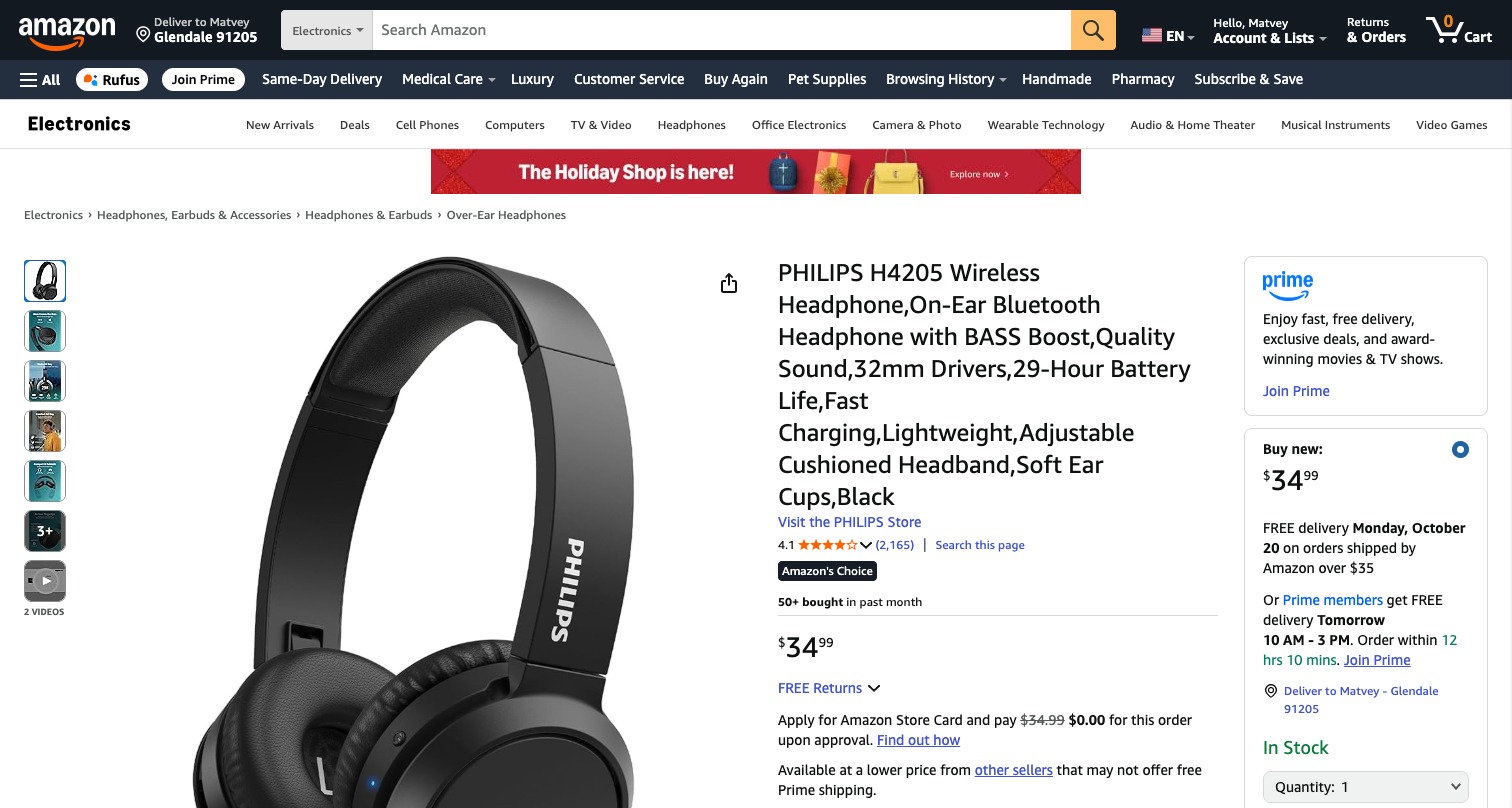 amazon
Deliver to Matvey
Glendale 91205
Electronics
Search Amazon
EN
Hello, Matvey
Account & Lists
Returns
& Orders
0
Cart
All
Rufus
Join Prime
Same-Day Delivery
Medical Care
Luxury
Customer Service
Buy Again
Pet Supplies
Browsing History
Handmade
Pharmacy
Subscribe & Save
Electronics
New Arrivals
Deals
Cell Phones
Computers
TV & Video
Headphones
Office Electronics
Camera & Photo
Wearable Technology
Audio & Home Theater
Musical Instruments
Video Games
The Holiday Shop is here!
Explore now ›
Electronics › Headphones, Earbuds & Accessories › Headphones & Earbuds › Over-Ear Headphones
3+
2 VIDEOS
PHILIPS
L
PHILIPS H4205 Wireless
Headphone,On-Ear Bluetooth
Headphone with BASS Boost,Quality
Sound,32mm Drivers,29-Hour Battery
Life,Fast
Charging,Lightweight,Adjustable
Cushioned Headband,Soft Ear
Cups,Black
Visit the PHILIPS Store
4.1 (2,165) | Search this page
Amazon's Choice
50+ bought in past month
$34 99
FREE Returns
Apply for Amazon Store Card and pay $34.99 $0.00 for this order
upon approval. Find out how
Available at a lower price from other sellers that may not offer free
Prime shipping.
prime
Enjoy fast, free delivery,
exclusive deals, and award-
winning movies & TV shows.
Join Prime
Buy new:
$34 99
FREE delivery Monday, October
20 on orders shipped by
Amazon over $35
Or Prime members get FREE
delivery Tomorrow
10 AM - 3 PM. Order within 12
hrs 10 mins. Join Prime
Deliver to Matvey - Glendale
91205
In Stock
Quantity: 1